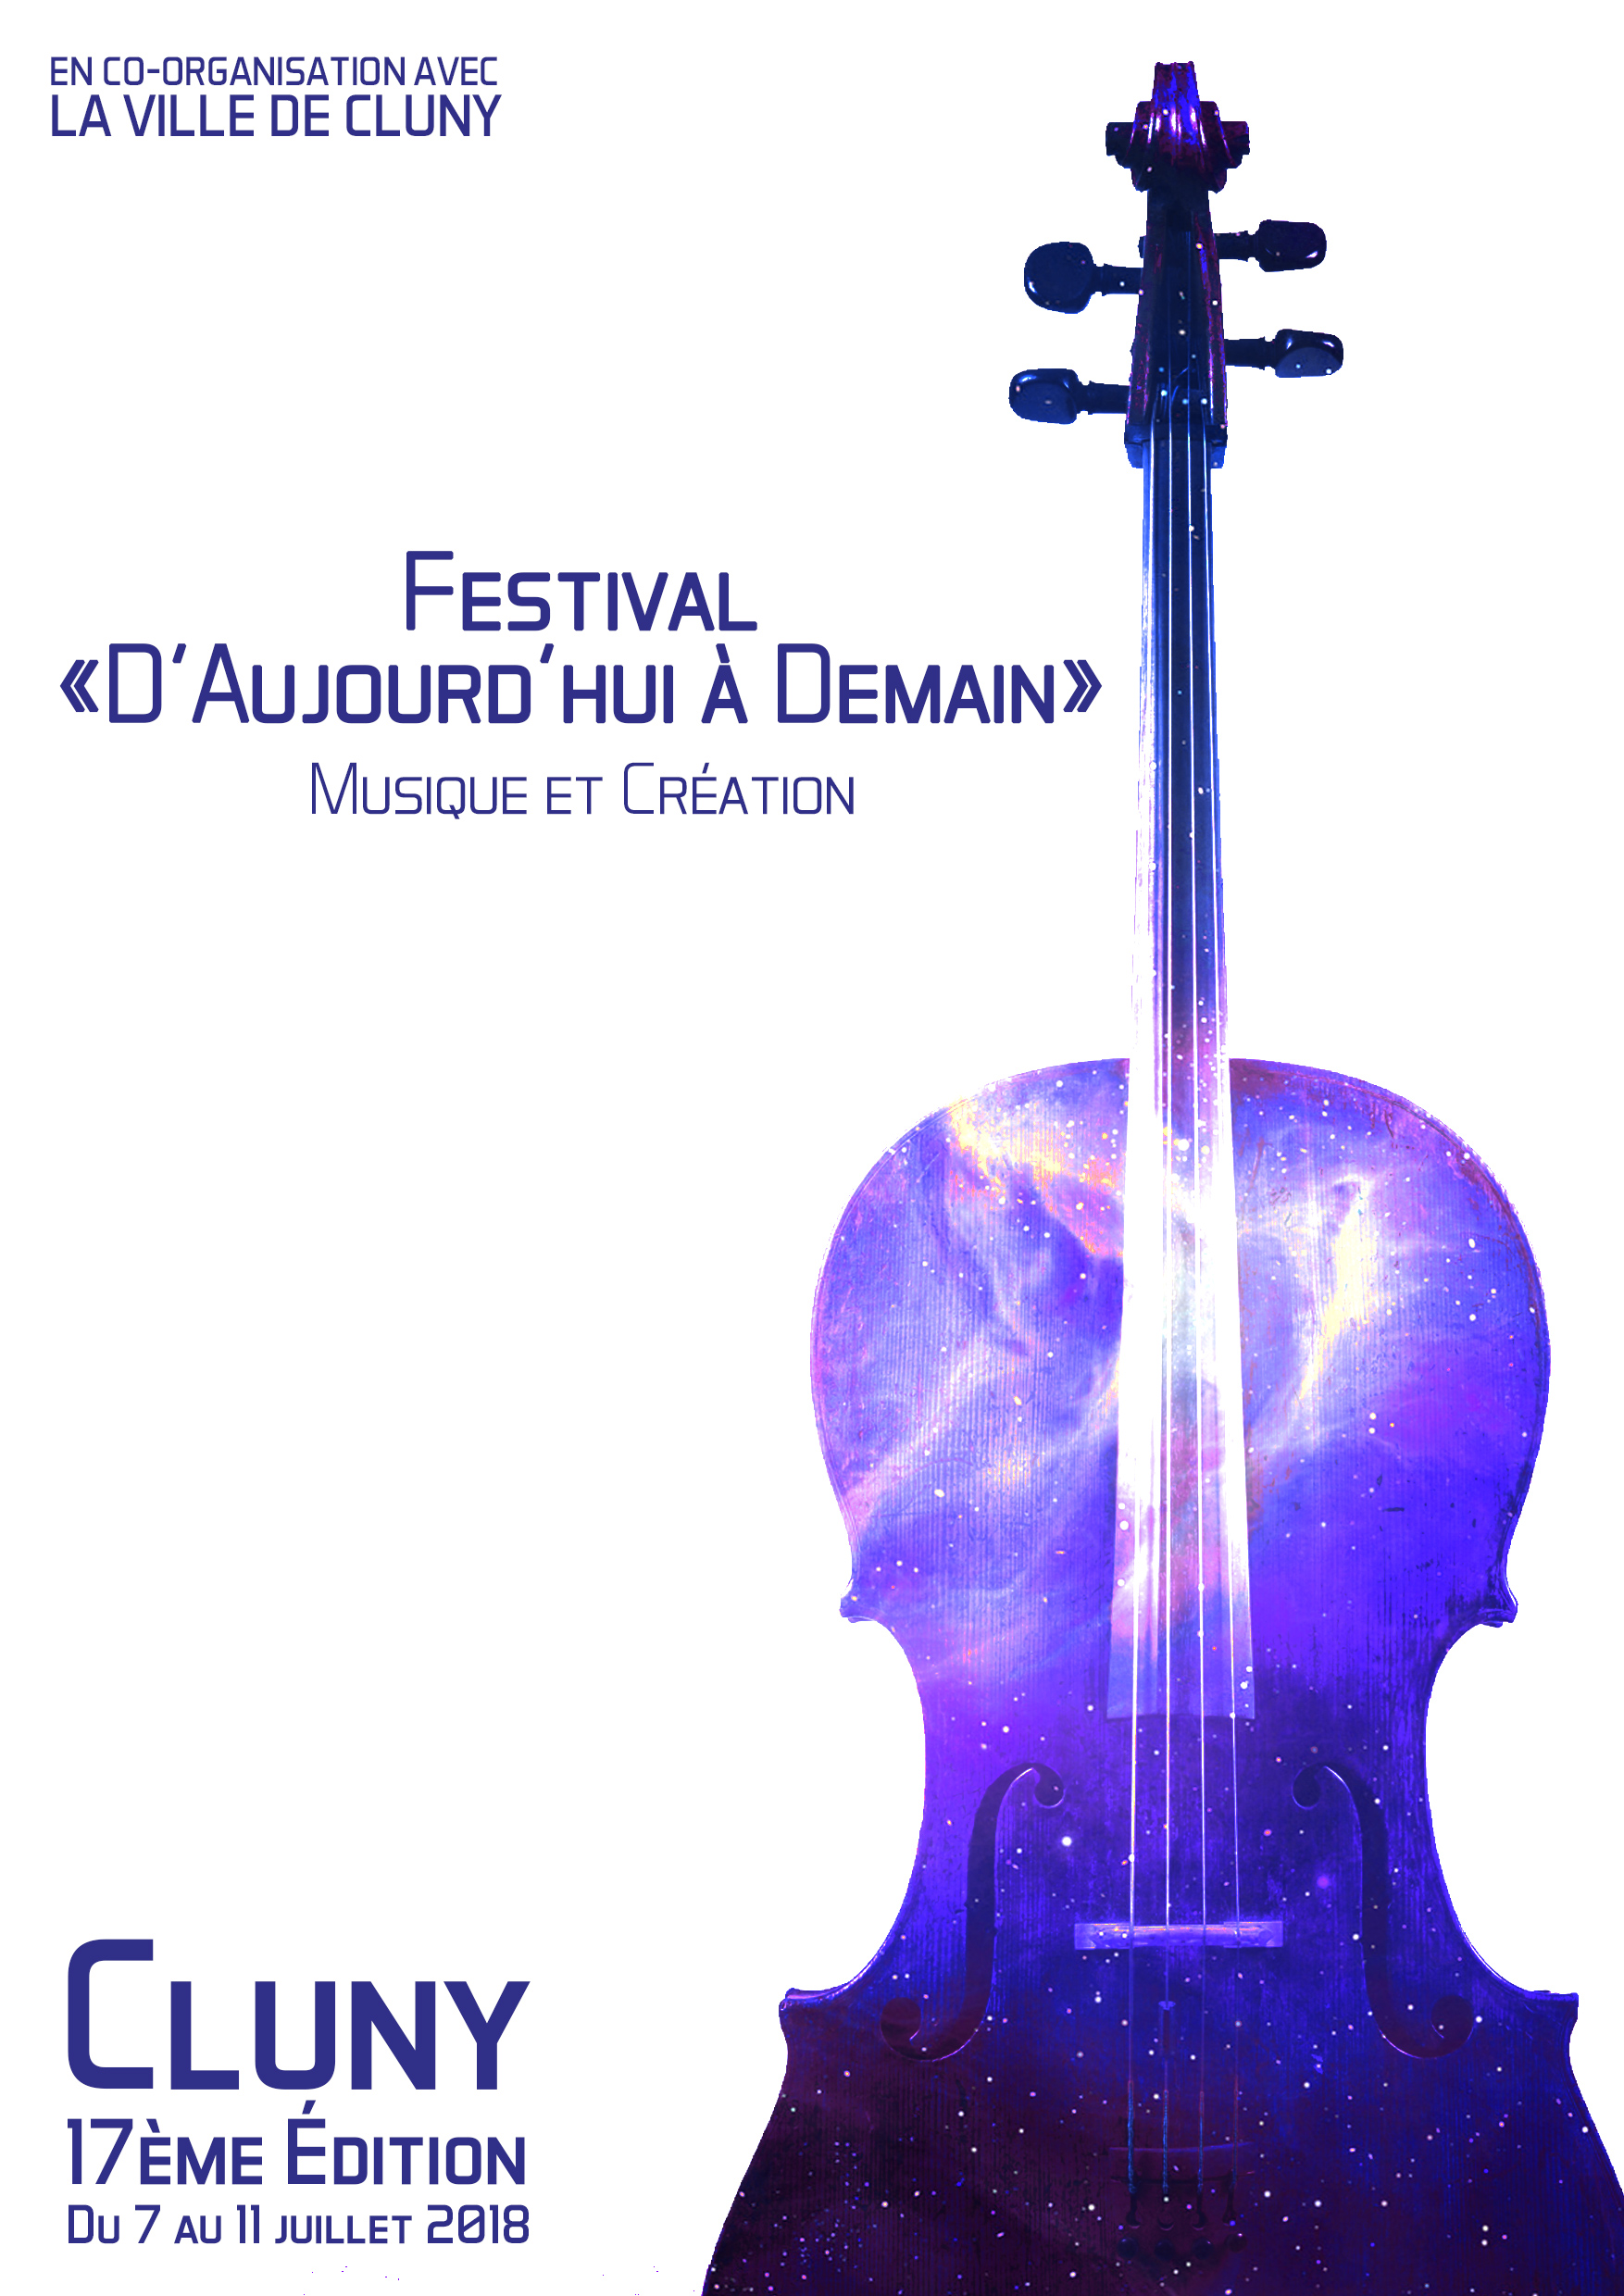 EN CO-ORGANISATION AVEC
LA VILLE DE CLUNY
FESTIVAL
«D'AUJOURD'HUI À DEMAIN»
MUSIQUE ET CRÉATION
CLUNY
17ÈME ÉDITION
DU 7 AU 11 JUILLET 2018